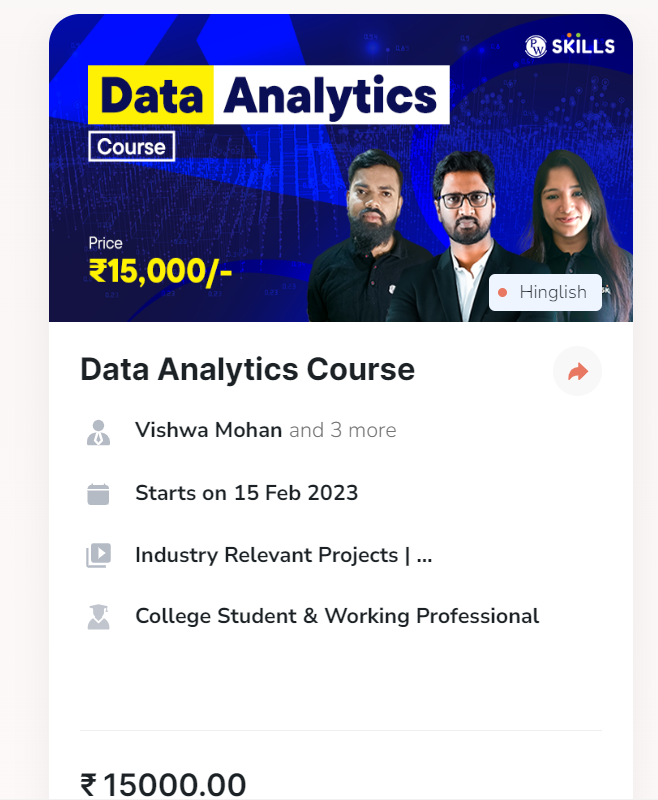 PW SKILLS
Data Analytics
Course
Price
₹15,000/-
Hinglish
Data Analytics Course
Vishwa Mohan and 3 more
Starts on 15 Feb 2023
Industry Relevant Projects | ...
College Student & Working Professional
₹ 15000.00